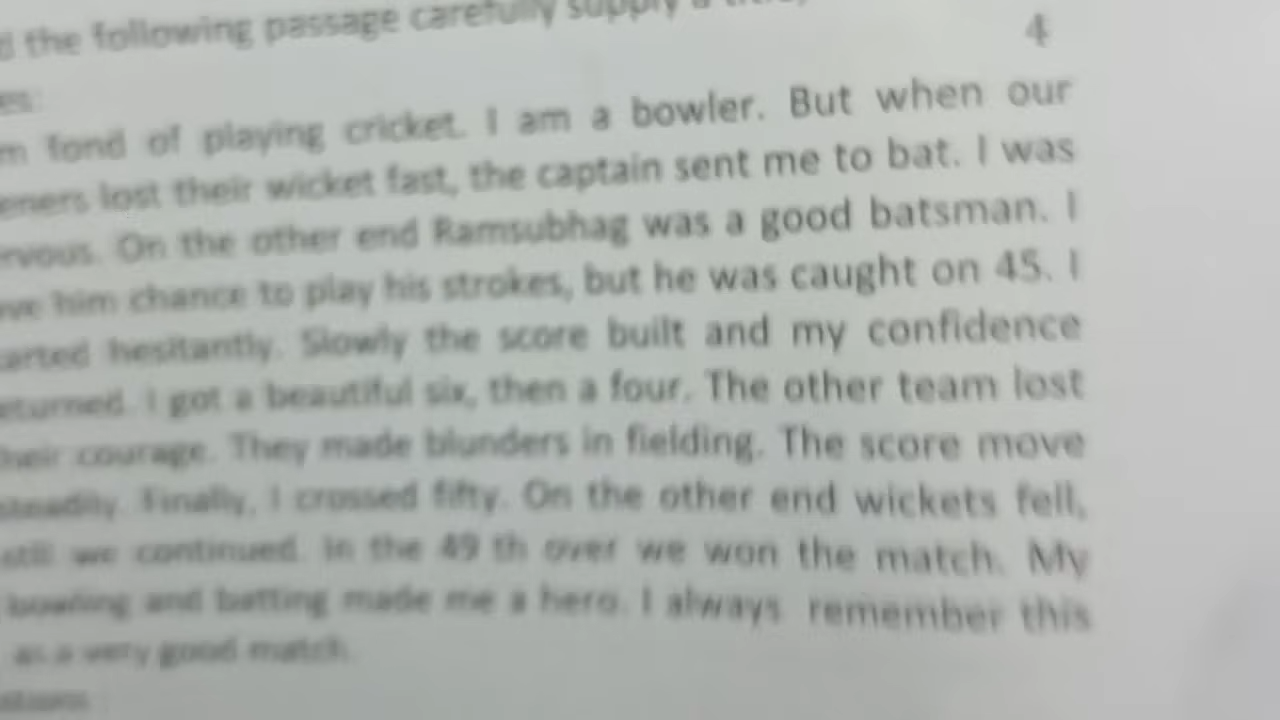 the following passage carefully supply a
4
fond of playing cricket. I am a bowler. But when our
lost their wicket fast, the captain sent me to bat. I was
On the other end Ramsubhag was a good batsman. I
him chance to play his strokes, but he was caught on 45. I
hesitantly. Slowly the score built and my confidence
I got a beautiful six, then a four. The other team lost
courage. They made blunders in fielding. The score move
steadily. Finally, I crossed fifty. On the other end wickets fell,
still we continued. In the 49 th over we won the match. My
bowling and batting made me a hero. I always remember this
as a very good match.